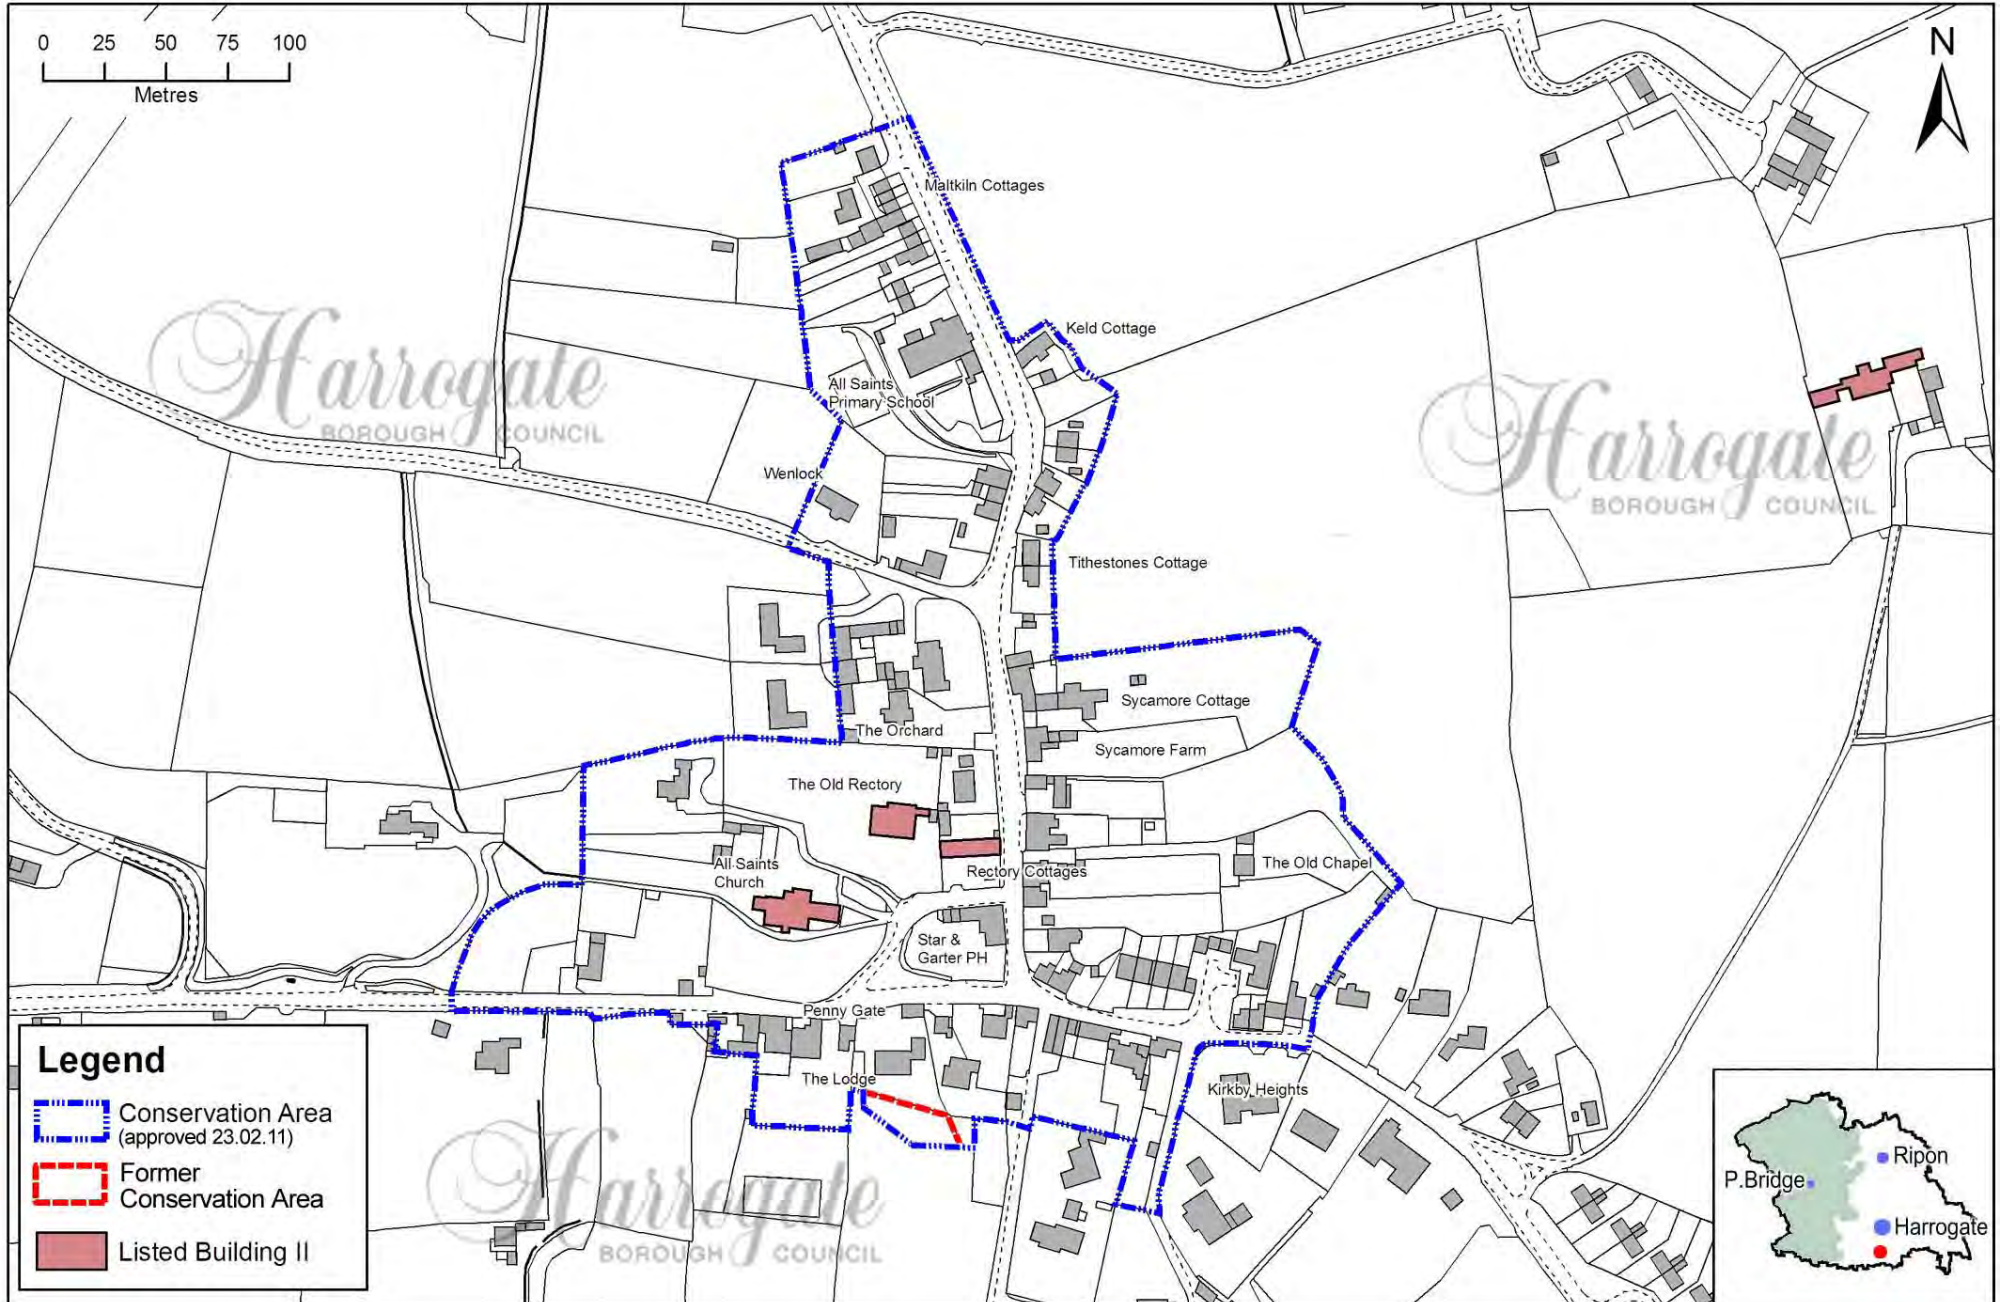 0 25 50 75 100
Metres
N
Maltkiln Cottages
Keld Cottage
Harrogate
BOROUGH COUNCIL
All Saints
Primary School
Harrogate
BOROUGH COUNCIL
Wenlock
Tithestones Cottage
Sycamore Cottage
The Orchard
Sycamore Farm
The Old Rectory
All Saints
Church
Rectory Cottages
The Old Chapel
Star &
Garter PH
Penny Gate
The Lodge
Kirkby Heights
Harrogate
BOROUGH COUNCIL
Legend
Conservation Area
(approved 23.02.11)
Former
Conservation Area
Listed Building II
Ripon
P.Bridge
Harrogate